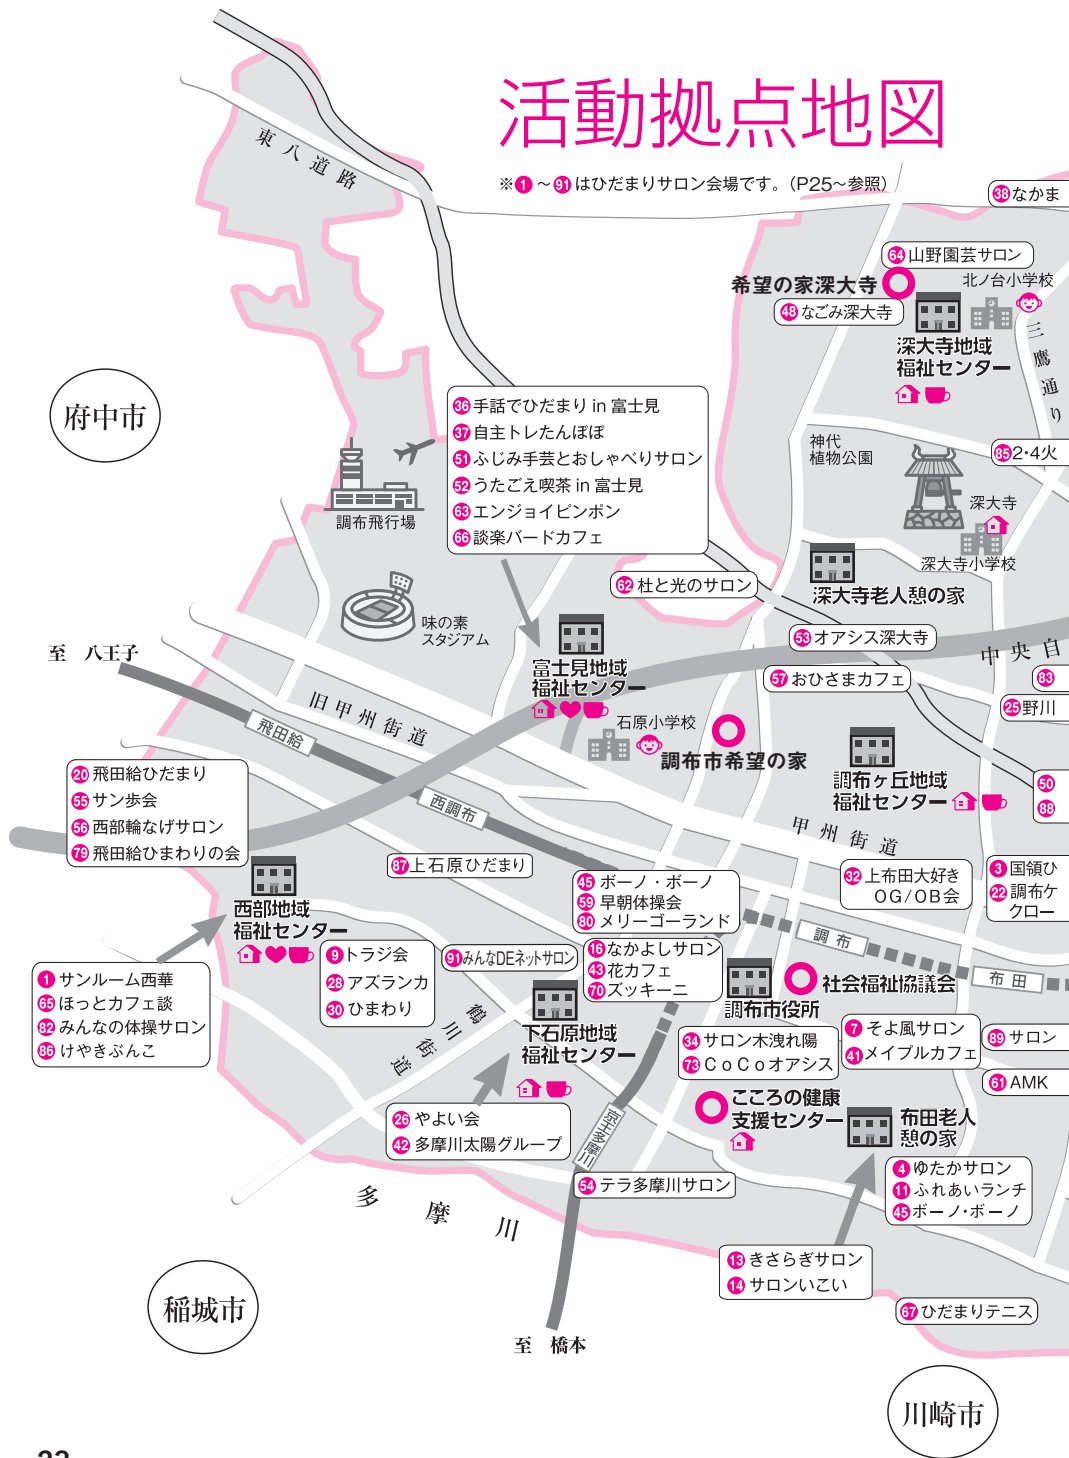 活動拠点地図
※1～91はひだまりサロン会場です。(P25～参照)
東八道路
38なかま
64山野園芸サロン
希望の家深大寺
北ノ台小学校
48なごみ深大寺
深大寺地域
福祉センター
三鷹通り
府中市
36手話でひだまり in 富士見
37自主トレたんぽぽ
51ふじみ手芸とおしゃべりサロン
52うたごえ喫茶 in 富士見
63エンジョイピンポン
66談楽バードカフェ
神代
植物公園
85 2・4火
深大寺
深大寺小学校
調布飛行場
62杜と光のサロン
深大寺老人憩の家
味の素
スタジアム
53オアシス深大寺
中央自
至 八王子
富士見地域
福祉センター
57おひさまカフェ
83
25野川
旧甲州街道
飛田給
石原小学校
調布市希望の家
調布ヶ丘地域
福祉センター
50
88
20飛田給ひだまり
55サン歩会
56西部輪なげサロン
79飛田給ひまわりの会
西調布
甲州街道
87上石原ひだまり
45ボーノ・ボーノ
59早朝体操会
80メリーゴーランド
32上布田大好き
OG/OB会
3国領ひ
22調布ケ
クロー
西部地域
福祉センター
調布
布田
9トラジ会
28アズランカ
30ひまわり
91みんなDEネットサロン
16なかよしサロン
43花カフェ
70ズッキーニ
調布市役所
社会福祉協議会
1サンルーム西華
65ほっとカフェ談
82みんなの体操サロン
86けやきぶんこ
鶴川街道
下石原地域
福祉センター
34サロン木洩れ陽
73CoCoオアシス
7そよ風サロン
41メイプルカフェ
89サロン
61AMK
26やよい会
42多摩川太陽グループ
京王多摩川
こころの健康
支援センター
布田老人
憩の家
54テラ多摩川サロン
4ゆたかサロン
11ふれあいランチ
45ボーノ・ボーノ
多摩川
13きさらぎサロン
14サロンいこい
67ひだまりテニス
稲城市
至 橋本
川崎市